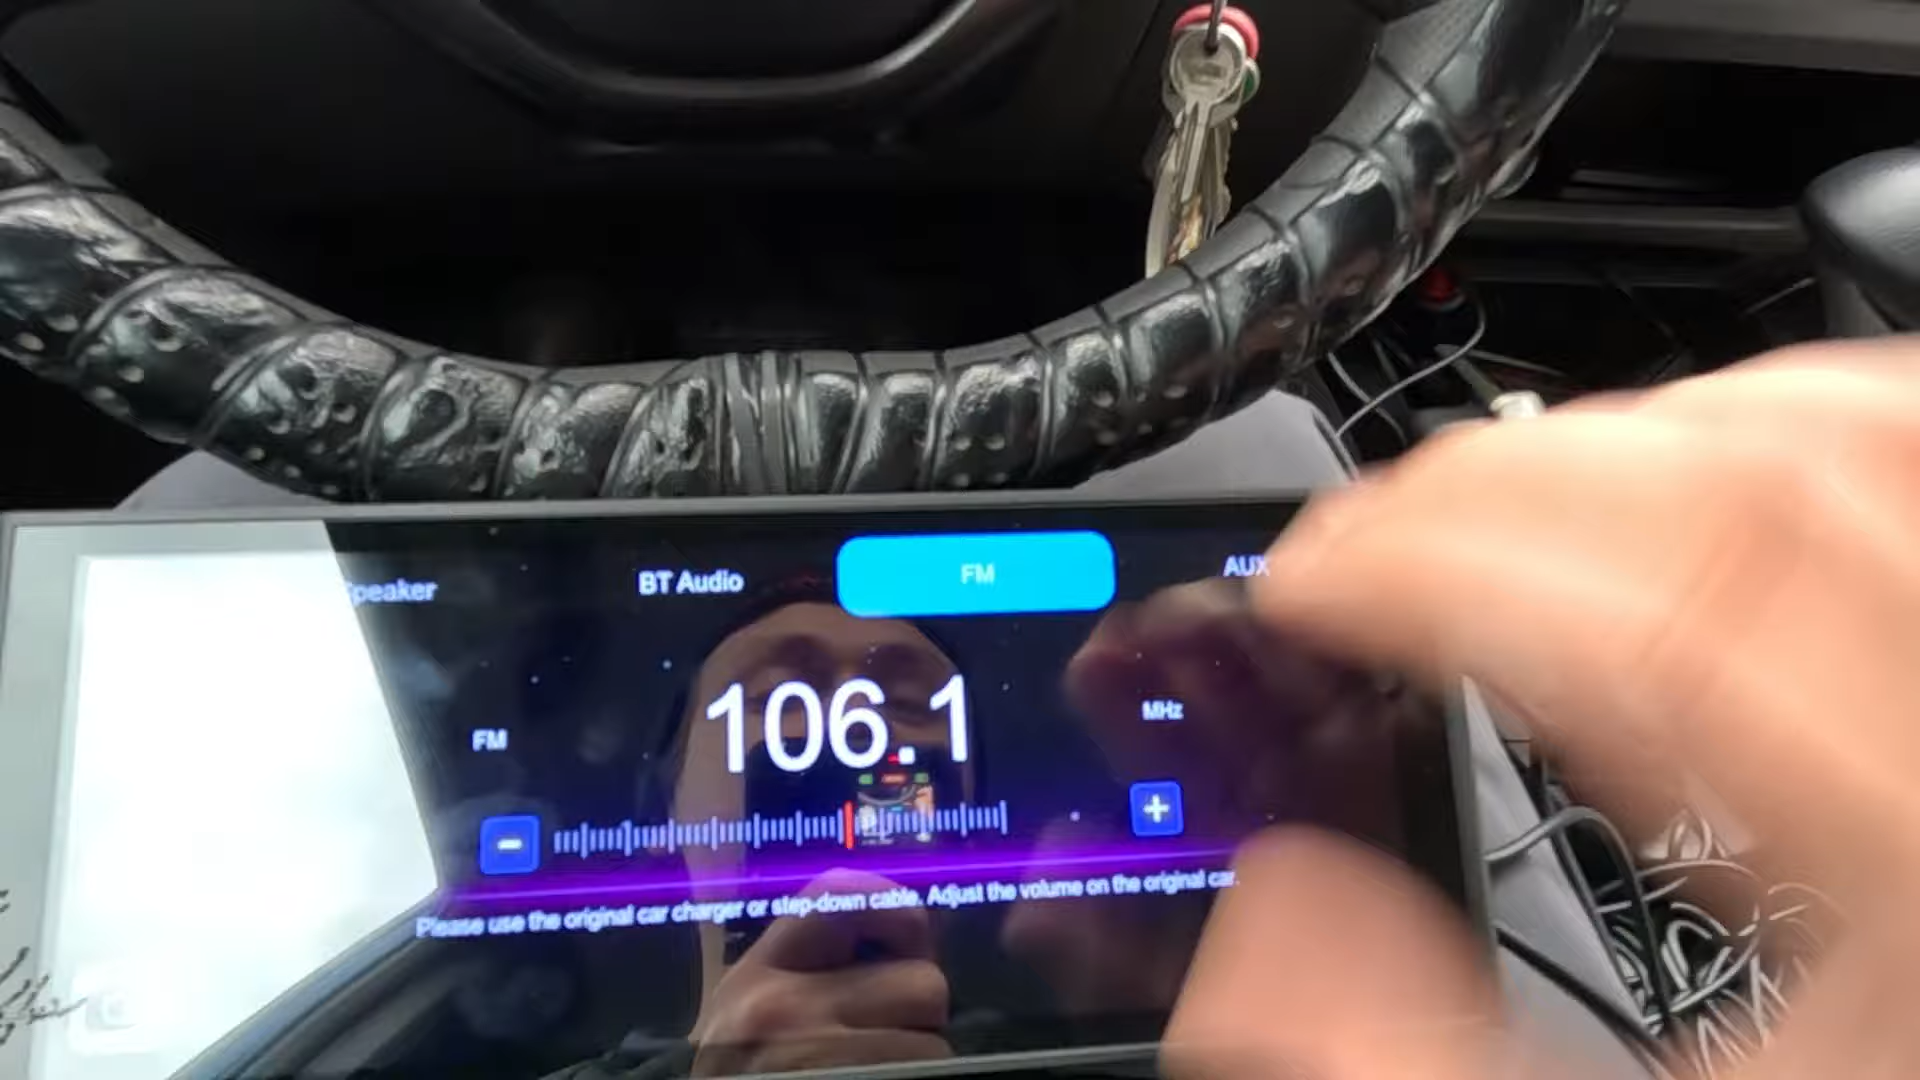 Speaker BT Audio FM AUX
106.1
FM MHz
- +
Please use the original car charger or step-down cable. Adjust the volume on the original car.